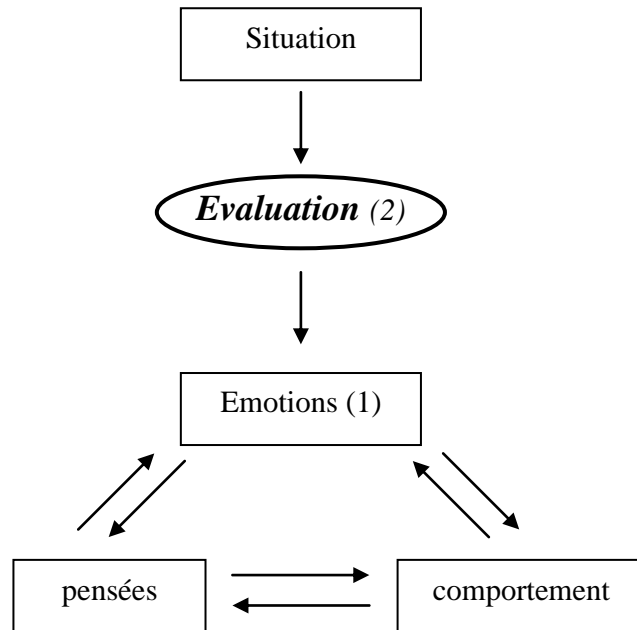 Situation
Evaluation (2)
Emotions (1)
pensées
comportement